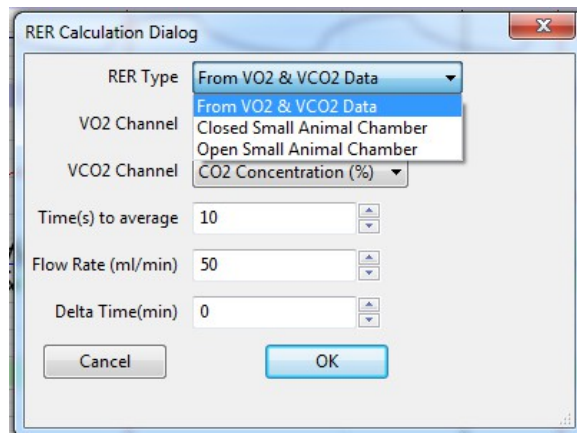 RER Calculation Dialog
RER Type From VO2 & VCO2 Data
From VO2 & VCO2 Data
VO2 Channel Closed Small Animal Chamber
Open Small Animal Chamber
VCO2 Channel CO2 Concentration (%)
Time(s) to average 10
Flow Rate (ml/min) 50
Delta Time(min) 0
Cancel OK